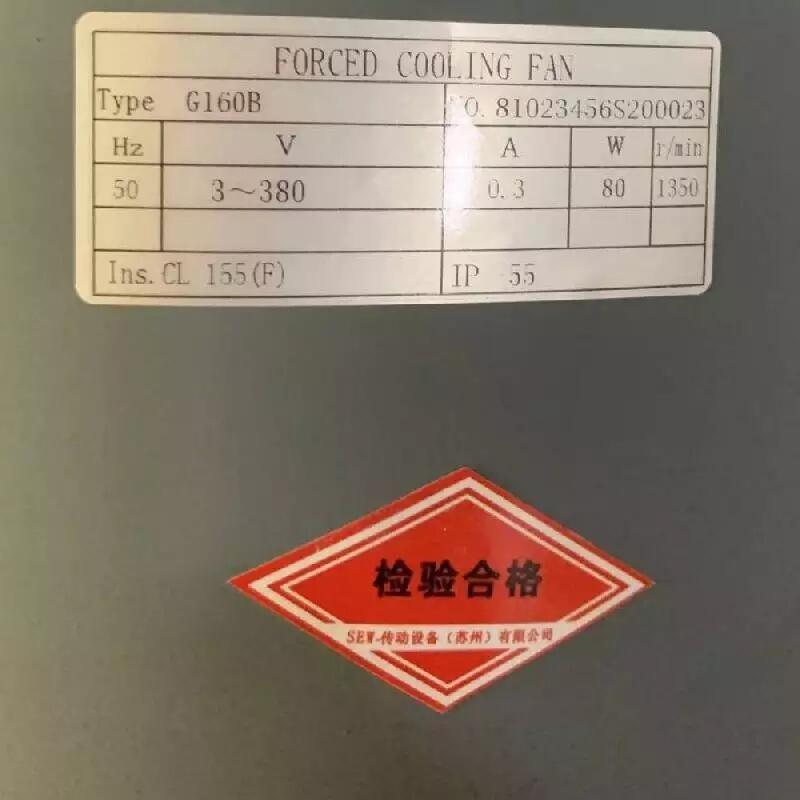 FORCED COOLING FAN
Type G160B NO. 81023456S200023
Hz V A W r/min
50 3～380 0.3 80 1350
Ins. CL 155(F) IP 55
检验合格
SEW-传动设备（苏州）有限公司